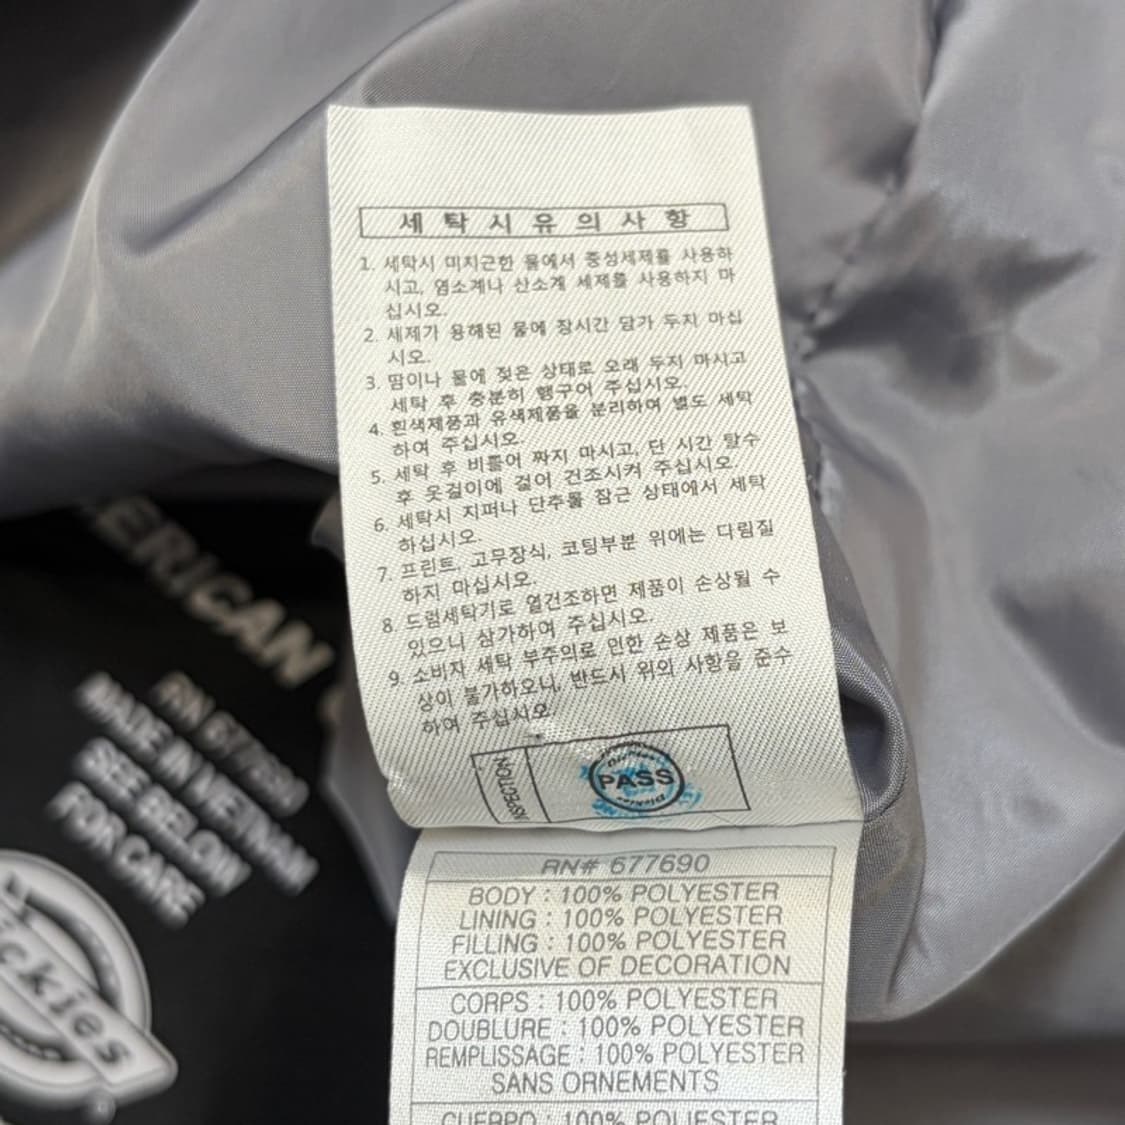 세탁시유의사항
1. 세탁시 미지근한 물에서 중성세제를 사용하
시고, 염소계나 산소계 세제를 사용하지 마
십시오.
2. 세제가 용해된 물에 장시간 담가 두지 마십
시오.
3. 땀이나 물에 젖은 상태로 오래 두지 마시고
세탁 후 충분히 헹구어 주십시오.
4. 흰색제품과 유색제품을 분리하여 별도 세탁
하여 주십시오.
5. 세탁 후 비틀어 짜지 마시고, 단 시간 탈수
후 옷걸이에 걸어 건조시켜 주십시오.
6. 세탁시 지퍼나 단추를 잠근 상태에서 세탁
하십시오.
7. 프린트, 고무장식, 코팅부분 위에는 다림질
하지 마십시오.
8. 드럼세탁기로 열건조하면 제품이 손상될 수
있으니 삼가하여 주십시오.
9. 소비자 세탁 부주의로 인한 손상 제품은 보
상이 불가하오니, 반드시 위의 사항을 준수
하여 주십시오
INSPECTION
Dickies
PASS
Dickies
RN# 677690
BODY : 100% POLYESTER
LINING : 100% POLYESTER
FILLING : 100% POLYESTER
EXCLUSIVE OF DECORATION
CORPS : 100% POLYESTER
DOUBLURE : 100% POLYESTER
REMPLISSAGE : 100% POLYESTER
SANS ORNEMENTS
CUERPO : 100% POLIESTER
ERICAN
RN 677690
MADE IN VIETNAM
SEE BELOW
FOR CARE
Dickies